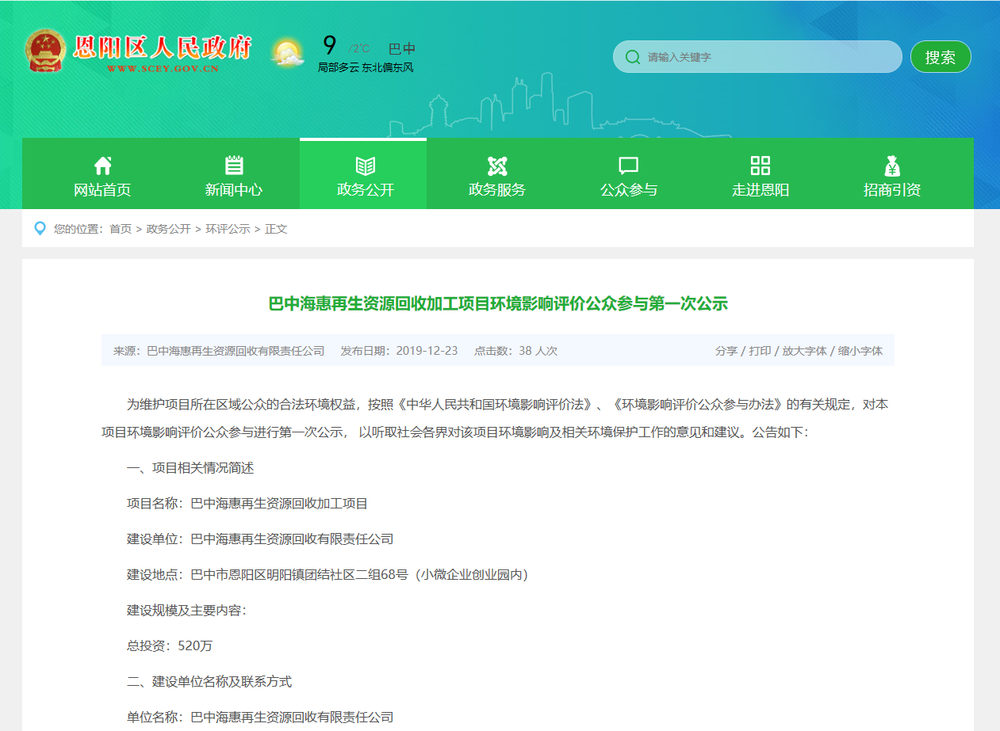 恩阳区人民政府
WWW.SCEY.GOV.CN
9 /2℃ 巴中
局部多云 东北偏东风
请输入关键字
搜索
网站首页 新闻中心 政务公开 政务服务 公众参与 走进恩阳 招商引资
您的位置：首页 > 政务公开 > 环评公示 > 正文
巴中海惠再生资源回收加工项目环境影响评价公众参与第一次公示
来源：巴中海惠再生资源回收有限责任公司 发布日期：2019-12-23 点击数：38 人次 分享 / 打印 / 放大字体 / 缩小字体
为维护项目所在区域公众的合法环境权益，按照《中华人民共和国环境影响评价法》、《环境影响评价公众参与办法》的有关规定，对本
项目环境影响评价公众参与进行第一次公示， 以听取社会各界对该项目环境影响及相关环境保护工作的意见和建议。公告如下：
一、项目相关情况简述
项目名称：巴中海惠再生资源回收加工项目
建设单位：巴中海惠再生资源回收有限责任公司
建设地点：巴中市恩阳区明阳镇团结社区二组68号（小微企业创业园内）
建设规模及主要内容：
总投资：520万
二、建设单位名称及联系方式
单位名称：巴中海惠再生资源回收有限责任公司